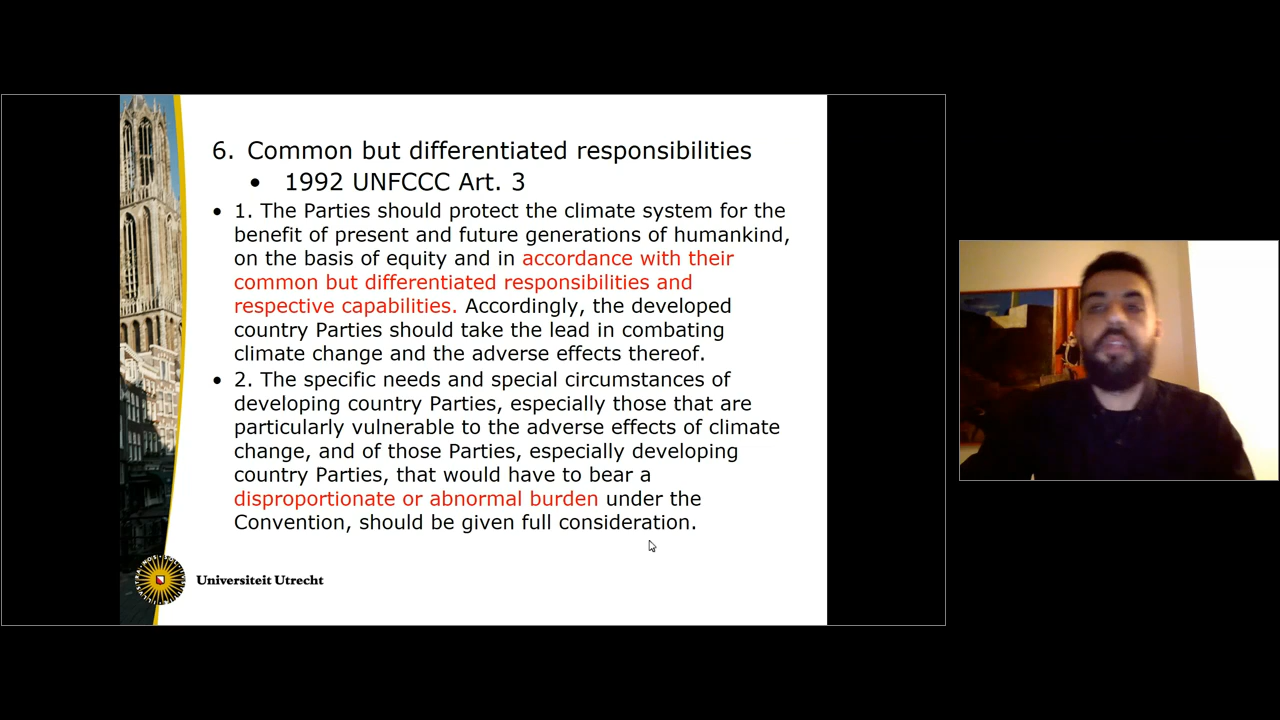 6. Common but differentiated responsibilities
• 1992 UNFCCC Art. 3
• 1. The Parties should protect the climate system for the
benefit of present and future generations of humankind,
on the basis of equity and in accordance with their
common but differentiated responsibilities and
respective capabilities. Accordingly, the developed
country Parties should take the lead in combating
climate change and the adverse effects thereof.
• 2. The specific needs and special circumstances of
developing country Parties, especially those that are
particularly vulnerable to the adverse effects of climate
change, and of those Parties, especially developing
country Parties, that would have to bear a
disproportionate or abnormal burden under the
Convention, should be given full consideration.
Universiteit Utrecht